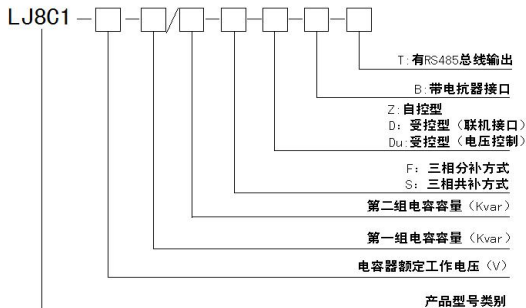 LJ8C1
T:有RS485总线输出
B:带电抗器接口
Z:自控型
D：受控型（联机接口）
Du:受控型（电压控制）
F：三相分补方式
S：三相共补方式
第二组电容容量（Kvar）
第一组电容容量（Kvar）
电容器额定工作电压（V）
产品型号类别